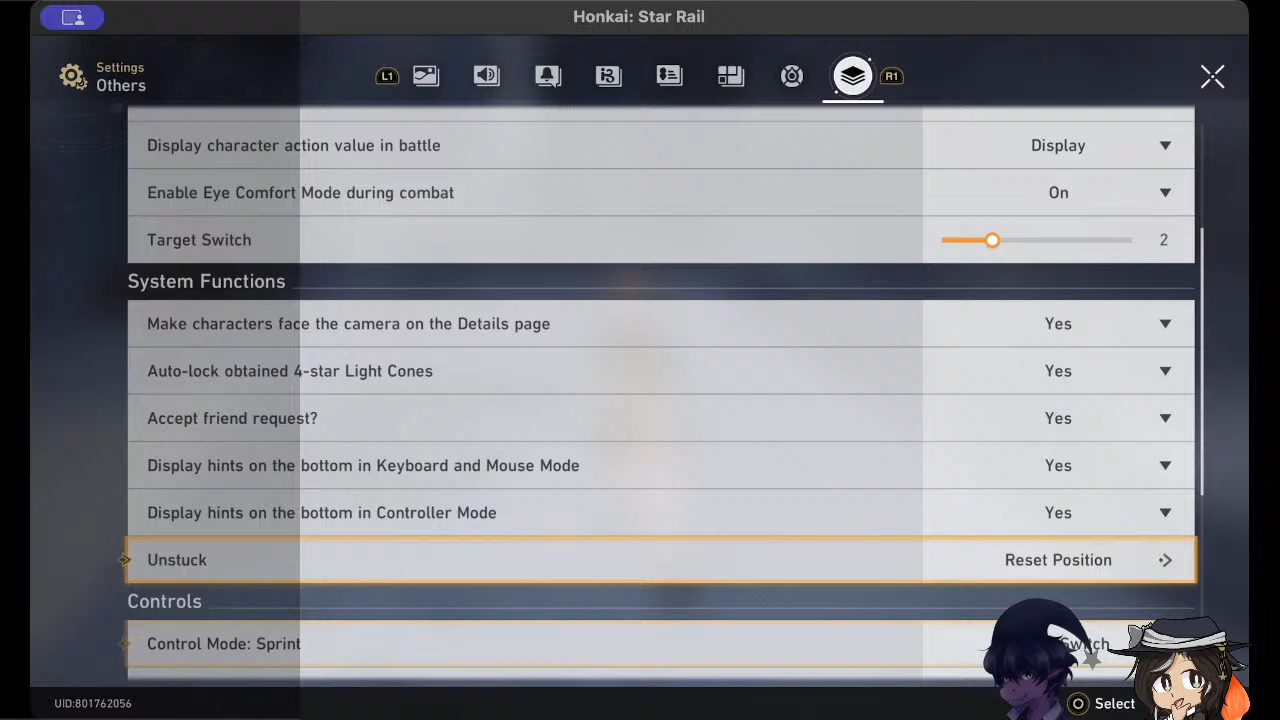 Honkai: Star Rail
Settings
Others
L1
R1
Display character action value in battle Display
Enable Eye Comfort Mode during combat On
Target Switch 2
System Functions
Make characters face the camera on the Details page Yes
Auto-lock obtained 4-star Light Cones Yes
Accept friend request? Yes
Display hints on the bottom in Keyboard and Mouse Mode Yes
Display hints on the bottom in Controller Mode Yes
Unstuck Reset Position
Controls
Control Mode: Sprint Switch
UID:801762056
Select